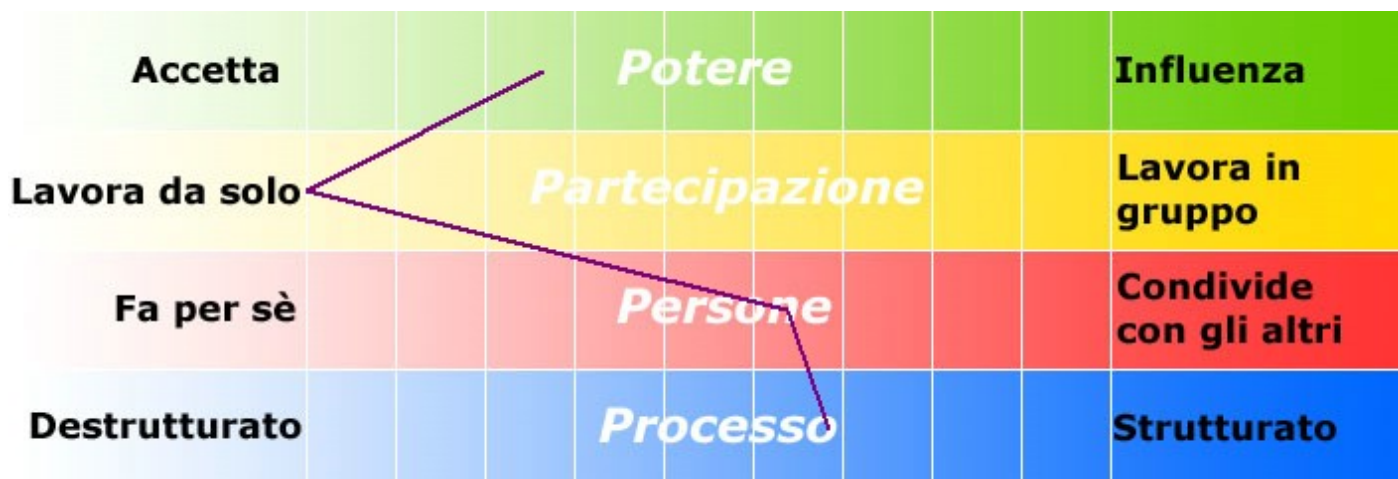 Accetta Potere Influenza
Lavora da solo Partecipazione Lavora in
gruppo
Fa per sè Persone Condivide
con gli altri
Destrutturato Processo Strutturato